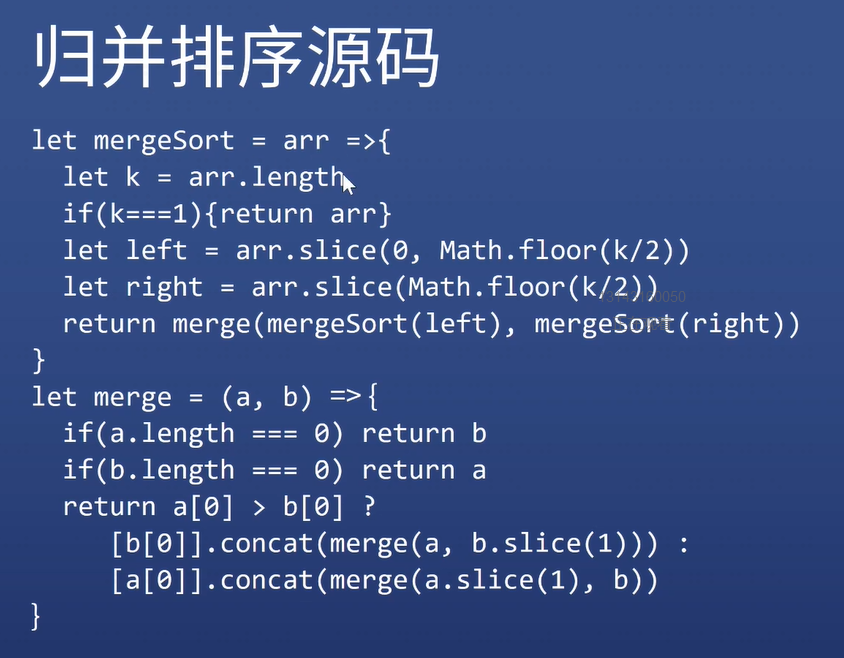 归并排序源码
let mergeSort = arr =>{
  let k = arr.length
  if(k===1){return arr}
  let left = arr.slice(0, Math.floor(k/2))
  let right = arr.slice(Math.floor(k/2))
  return merge(mergeSort(left), mergeSort(right))
}
let merge = (a, b) =>{
  if(a.length === 0) return b
  if(b.length === 0) return a
  return a[0] > b[0] ?
     [b[0]].concat(merge(a, b.slice(1))) :
     [a[0]].concat(merge(a.slice(1), b))
}